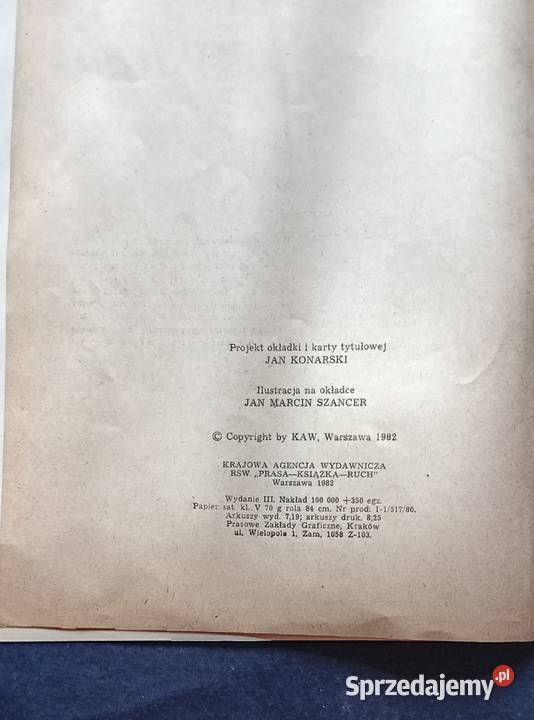 Projekt okładki i karty tytułowej
JAN KONARSKI
Ilustracja na okładce
JAN MARCIN SZANCER
© Copyright by KAW, Warszawa 1982
KRAJOWA AGENCJA WYDAWNICZA
RSW „PRASA—KSIĄŻKA—RUCH”
Warszawa 1982
Wydanie III. Nakład 100 000 +350 egz.
Papier sat. kl. V 70 g rola 84 cm. Nr prod. I-1/517/80.
Arkuszy wyd. 7,19; arkuszy druk. 8,25
Prasowe Zakłady Graficzne, Kraków
ul. Wielopole 1, Zam. 1058 Z-103.
Sprzedajemy.pl